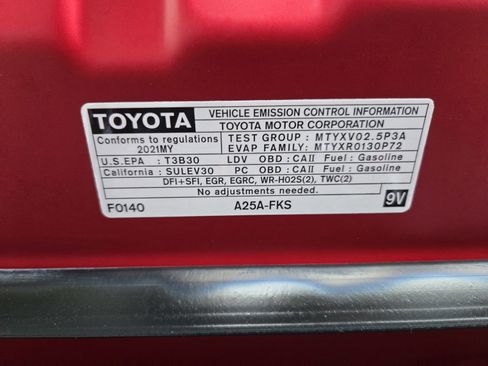 TOYOTA
VEHICLE EMISSION CONTROL INFORMATION
TOYOTA MOTOR CORPORATION
Conforms to regulations
2021MY
TEST GROUP : MTYXV02.5P3A
EVAP FAMILY: MTYXR0130P72
U.S.EPA : T3B30 LDV OBD : CAII Fuel : Gasoline
California : SULEV30 PC OBD : CAII Fuel : Gasoline
DFI+SFI, EGR, EGRC, WR-HO2S(2), TWC(2)
No adjustments needed.
F0140 A25A-FKS 9V